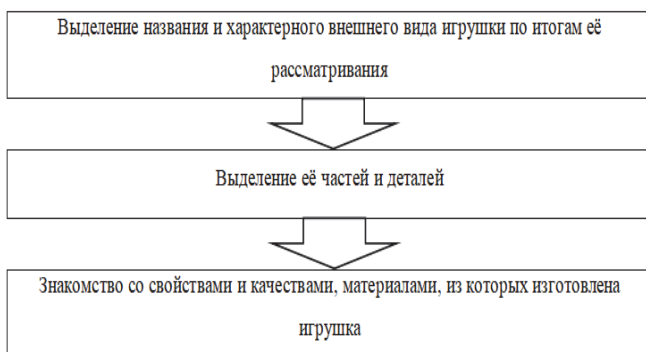 Выделение названия и характерного внешнего вида игрушки по итогам её
рассматривания
Выделение её частей и деталей
Знакомство со свойствами и качествами, материалами, из которых изготовлена
игрушка